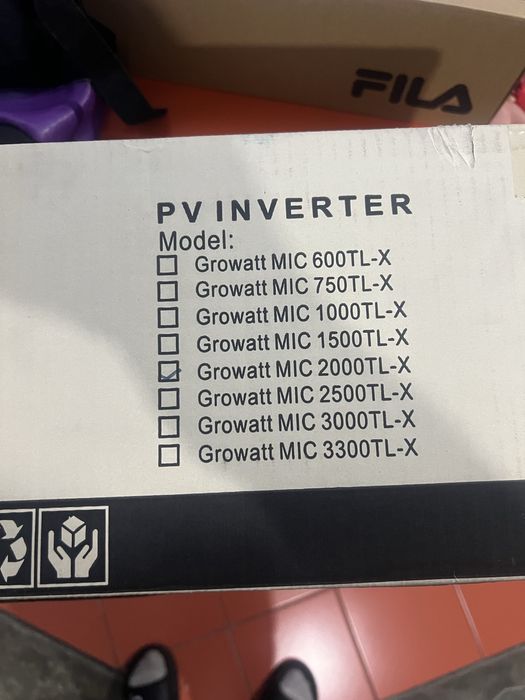 FILA
PV INVERTER
Model:
Growatt MIC 600TL-X
Growatt MIC 750TL-X
Growatt MIC 1000TL-X
Growatt MIC 1500TL-X
Growatt MIC 2000TL-X
Growatt MIC 2500TL-X
Growatt MIC 3000TL-X
Growatt MIC 3300TL-X